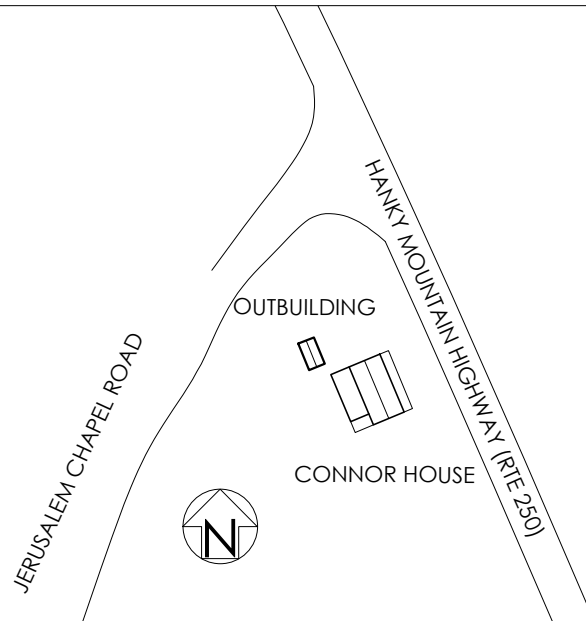 HANKY MOUNTAIN HIGHWAY (RTE 250)
OUTBUILDING
JERUSALEM CHAPEL ROAD
CONNOR HOUSE
N